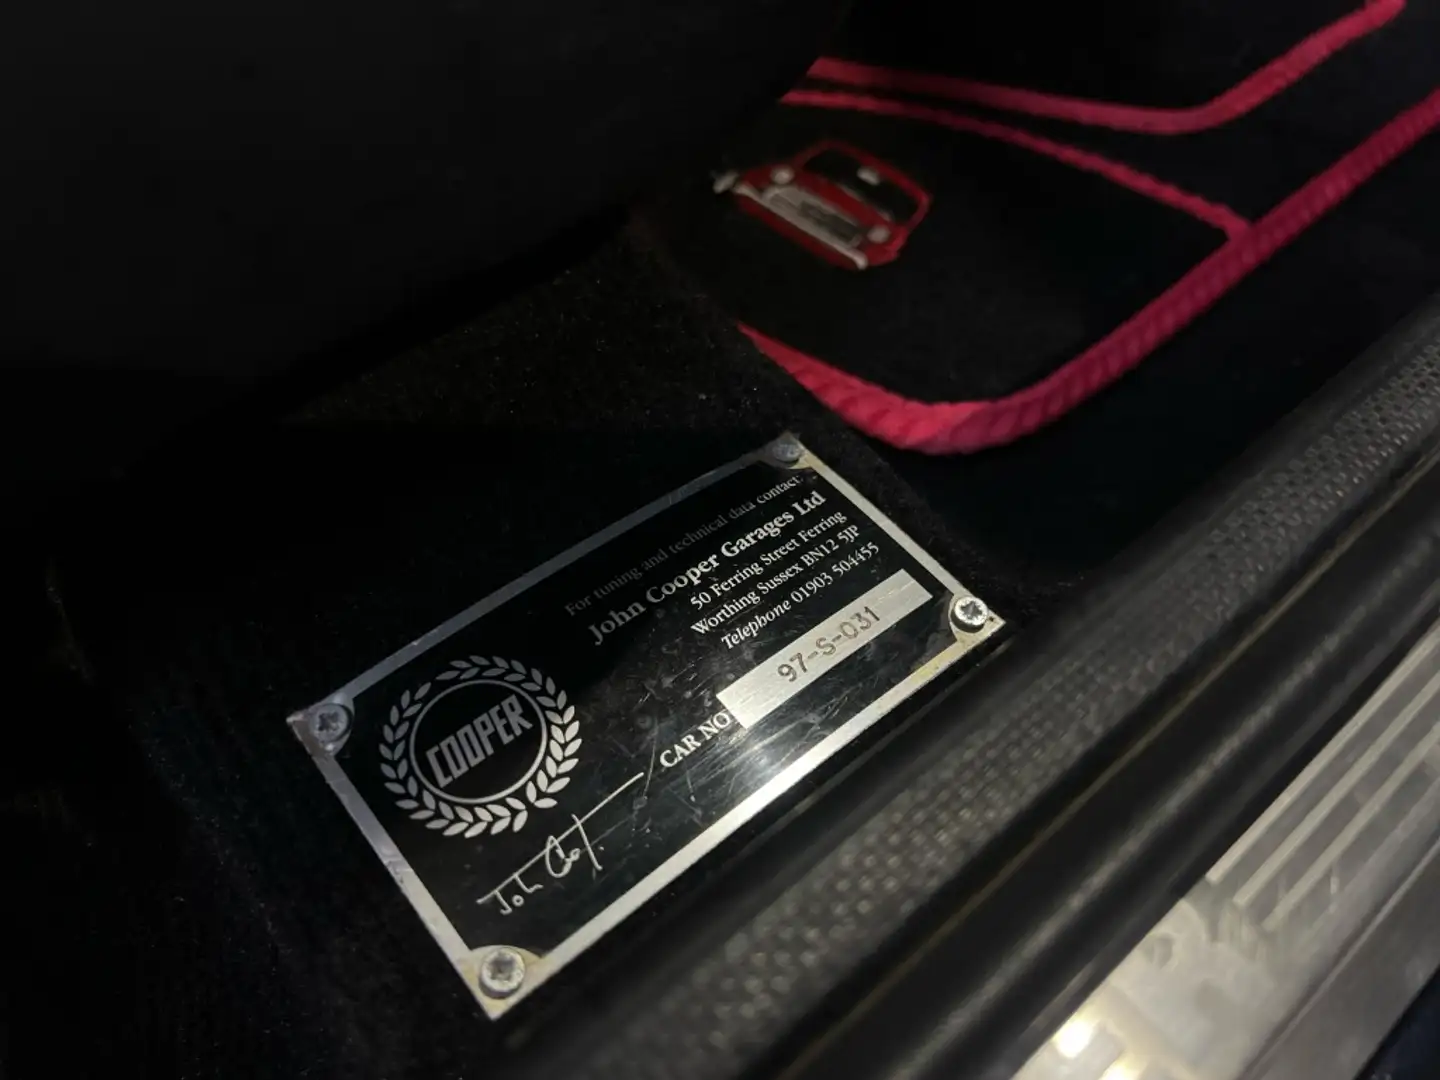 For tuning and technical data contact:
John Cooper Garages Ltd
50 Ferring Street Ferring
Worthing Sussex BN12 5JP
Telephone 01903 504455
CAR NO 97-S-031
COOPER